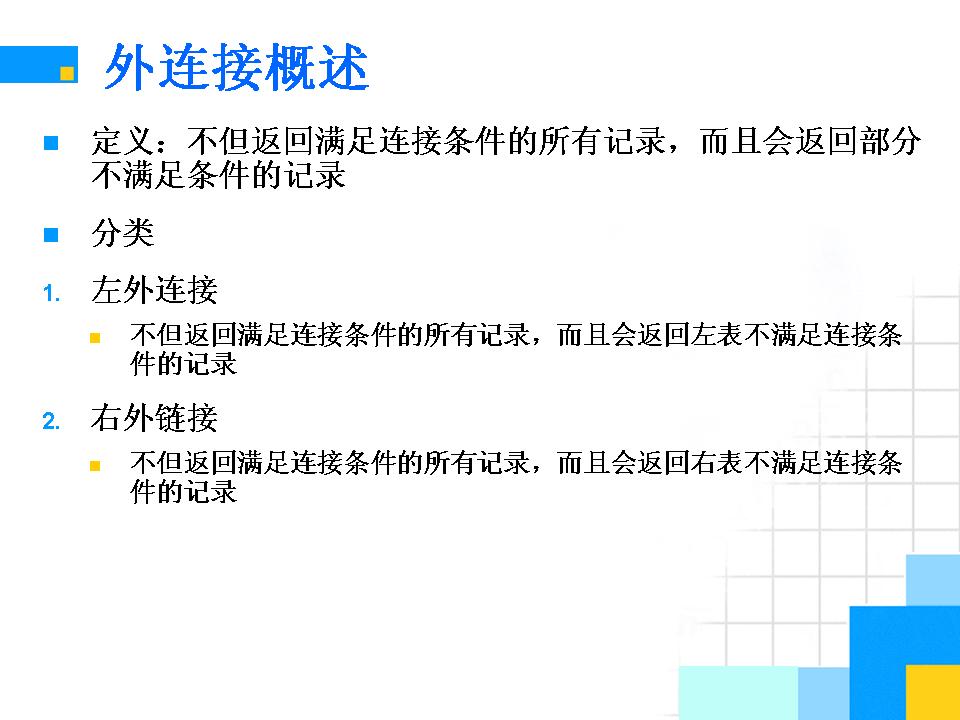 外连接概述
定义：不但返回满足连接条件的所有记录，而且会返回部分
不满足条件的记录
分类
1. 左外连接
不但返回满足连接条件的所有记录，而且会返回左表不满足连接条
件的记录
2. 右外链接
不但返回满足连接条件的所有记录，而且会返回右表不满足连接条
件的记录